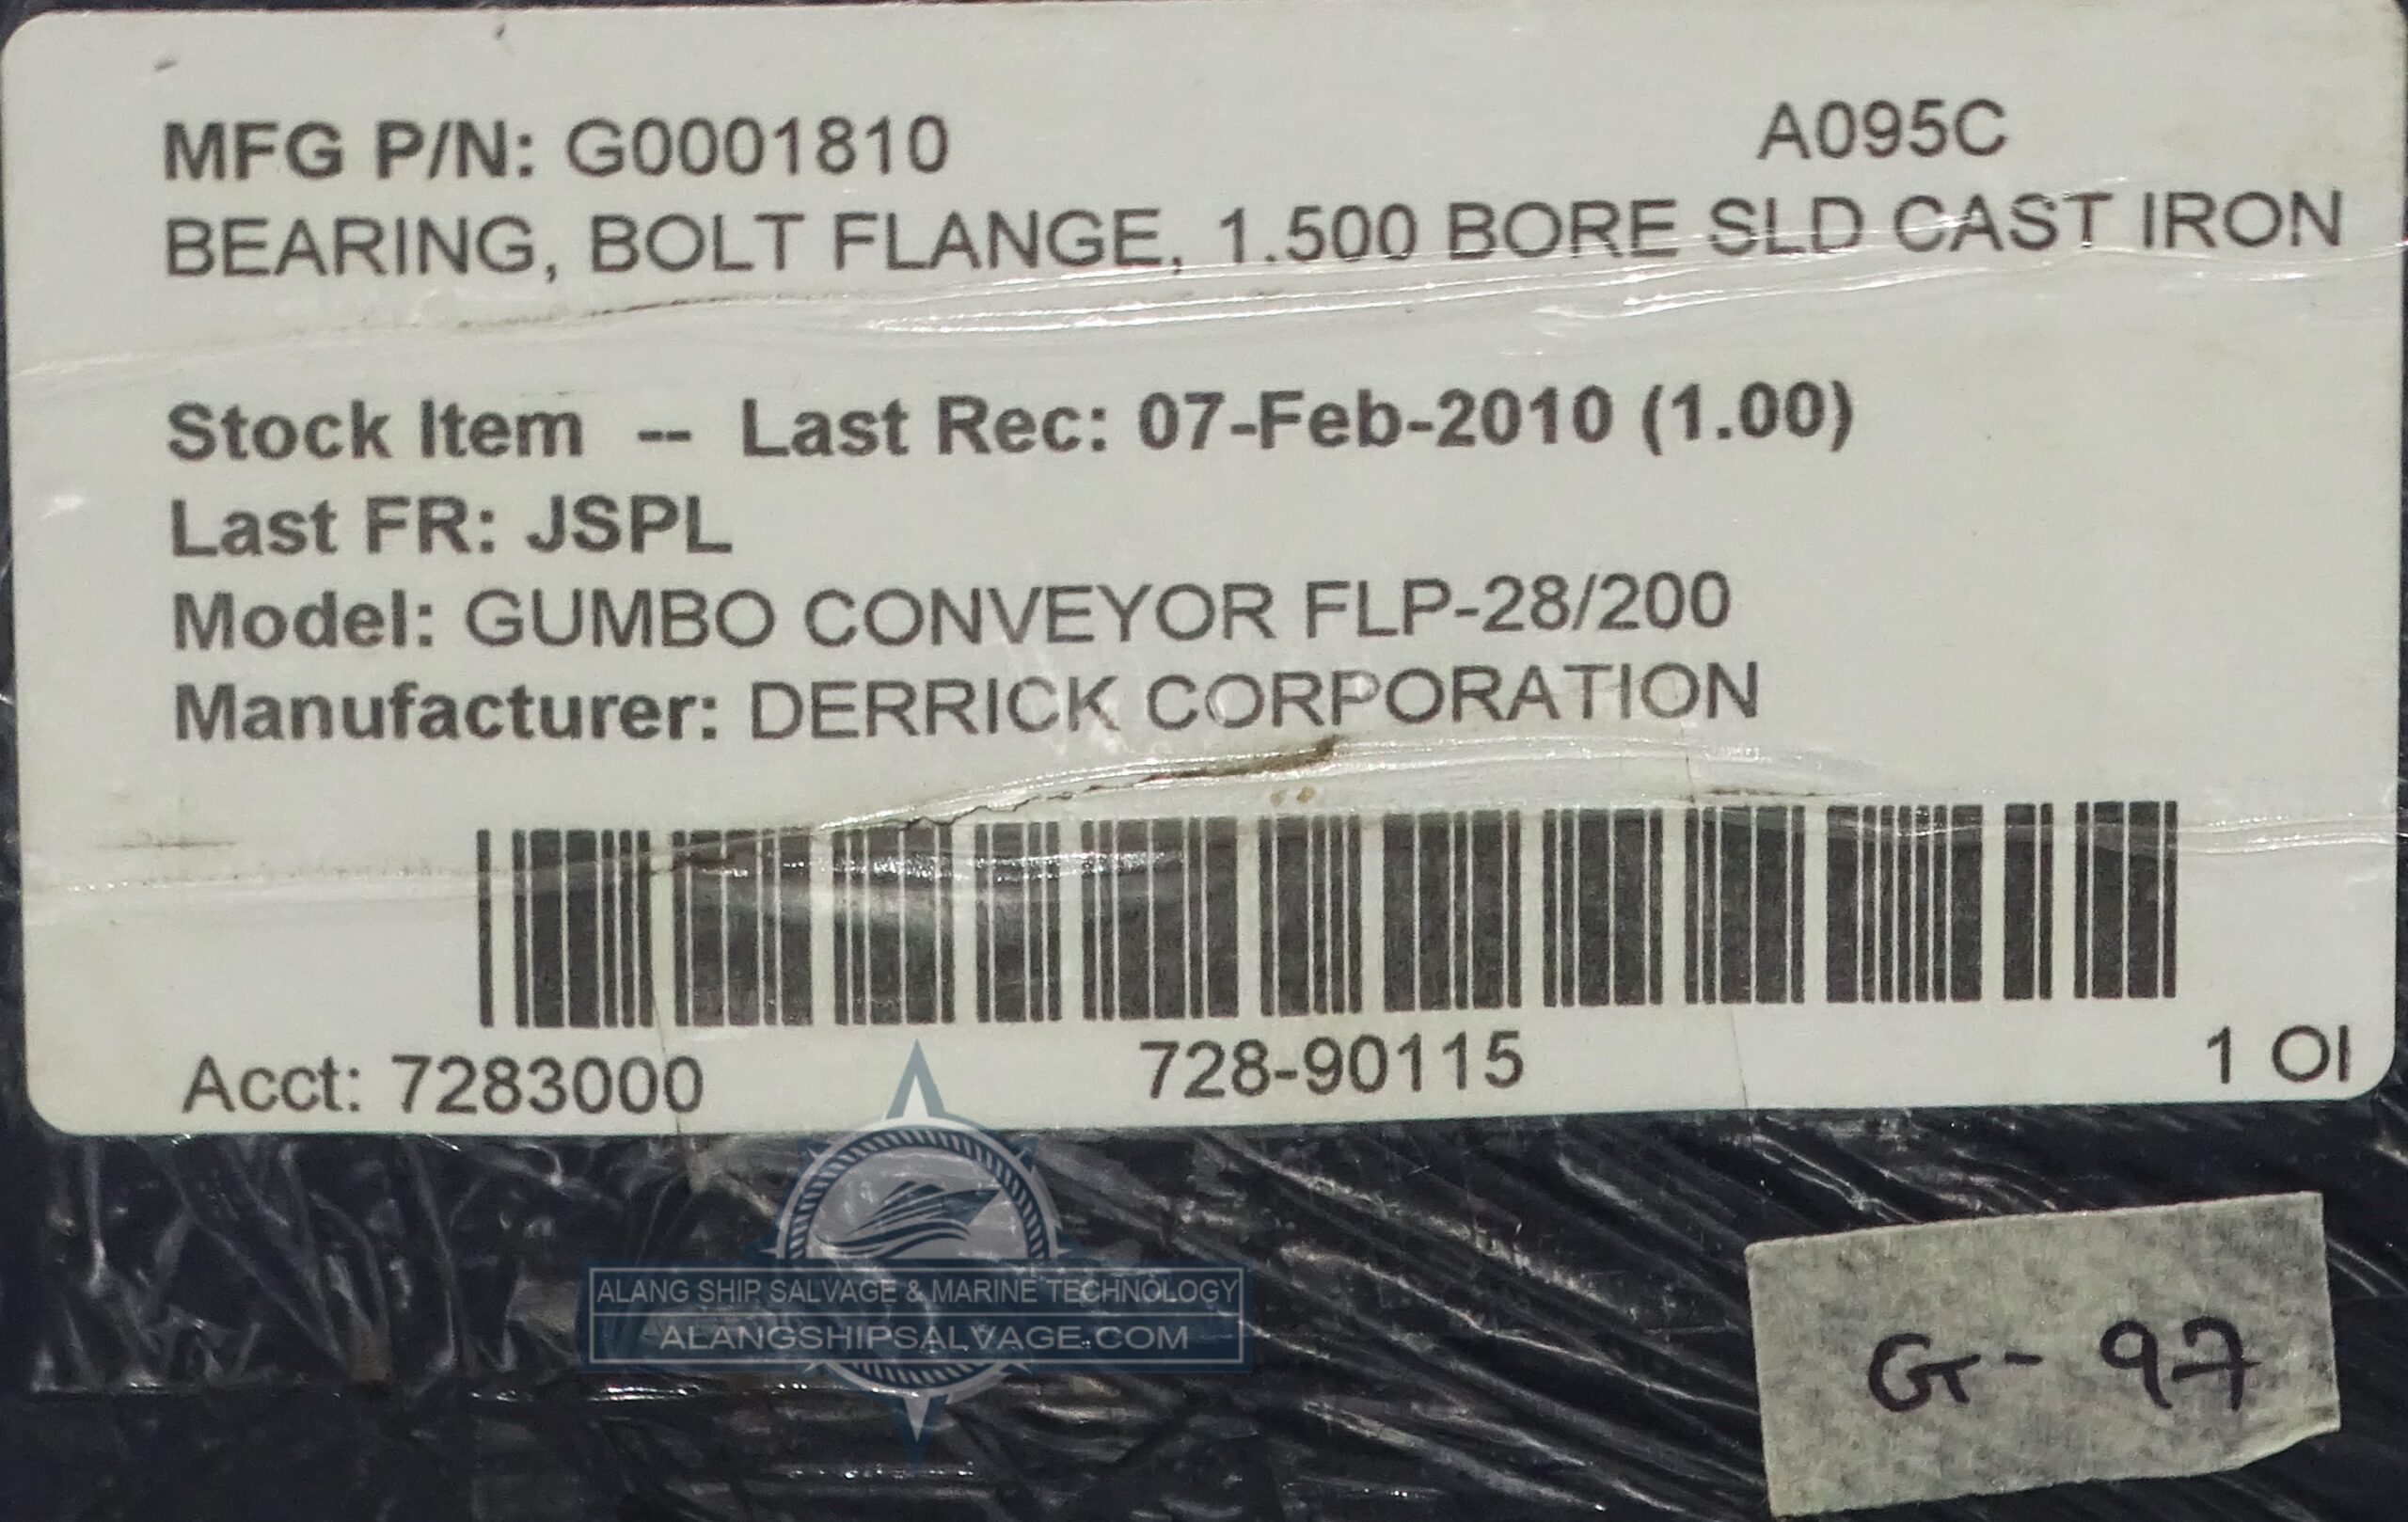 MFG P/N: G0001810 A095C
BEARING, BOLT FLANGE, 1.500 BORE SLD CAST IRON
Stock Item -- Last Rec: 07-Feb-2010 (1.00)
Last FR: JSPL
Model: GUMBO CONVEYOR FLP-28/200
Manufacturer: DERRICK CORPORATION
Acct: 7283000 728-90115 1 OI
ALANG SHIP SALVAGE & MARINE TECHNOLOGY
ALANGSHIPSALVAGE.COM
G-97